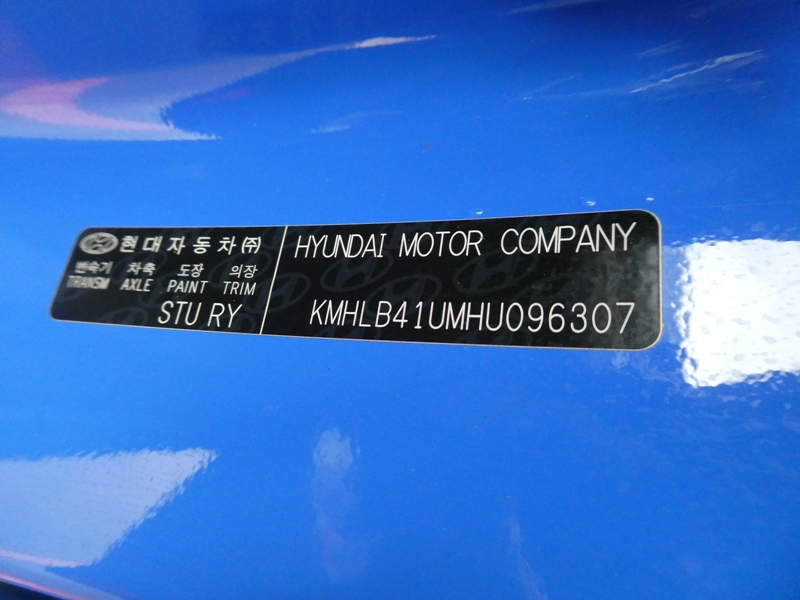 현대자동차㈜
변속기 차축 도장 의장
TRANSM AXLE PAINT TRIM
STU RY
HYUNDAI MOTOR COMPANY
KMHLB41UMHU096307